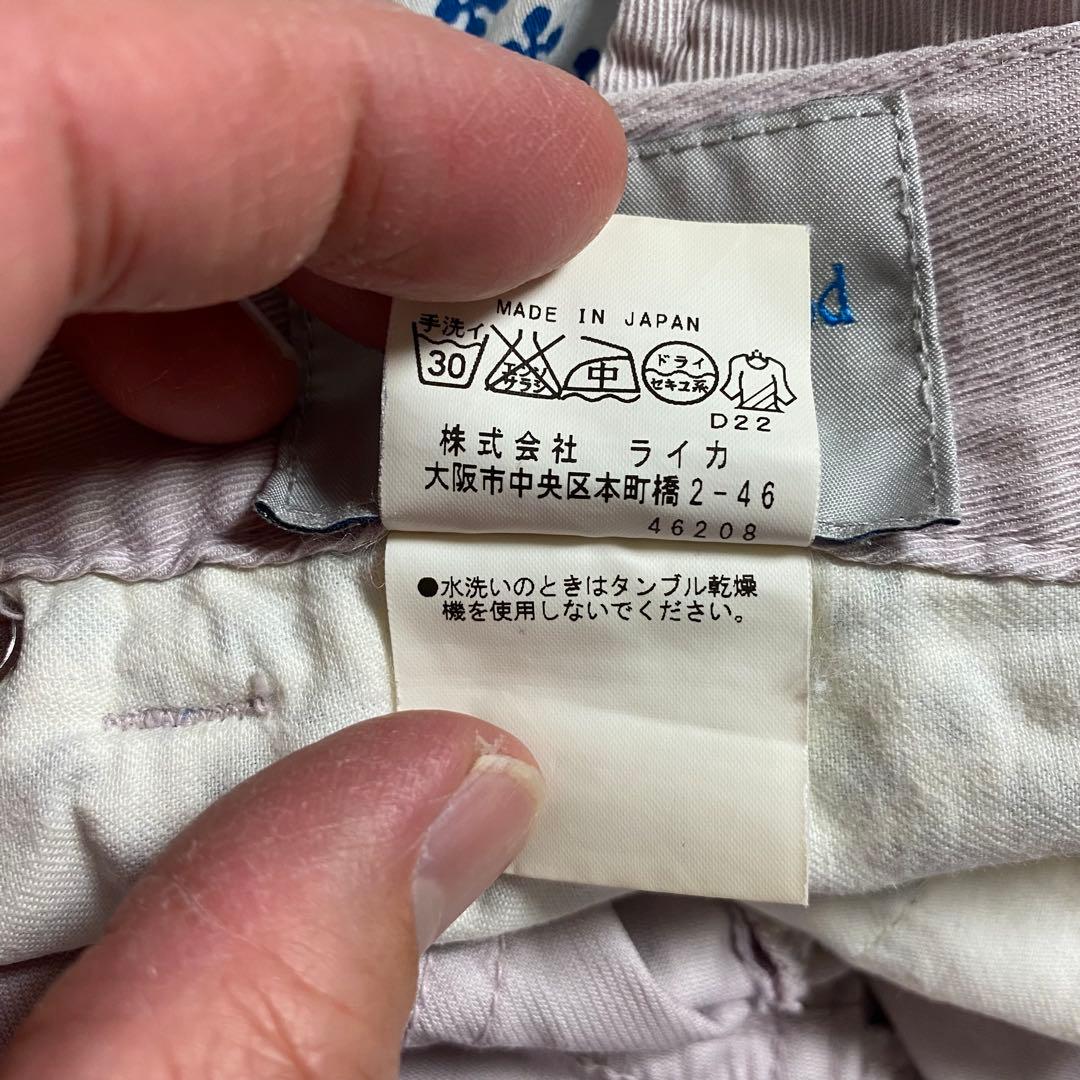 MADE IN JAPAN
手洗イ
30
エンソ
サラシ
中
ドライ
セキユ系
D22
株式会社 ライカ
大阪市中央区本町橋2-46
46208
●水洗いのときはタンブル乾燥
機を使用しないでください。